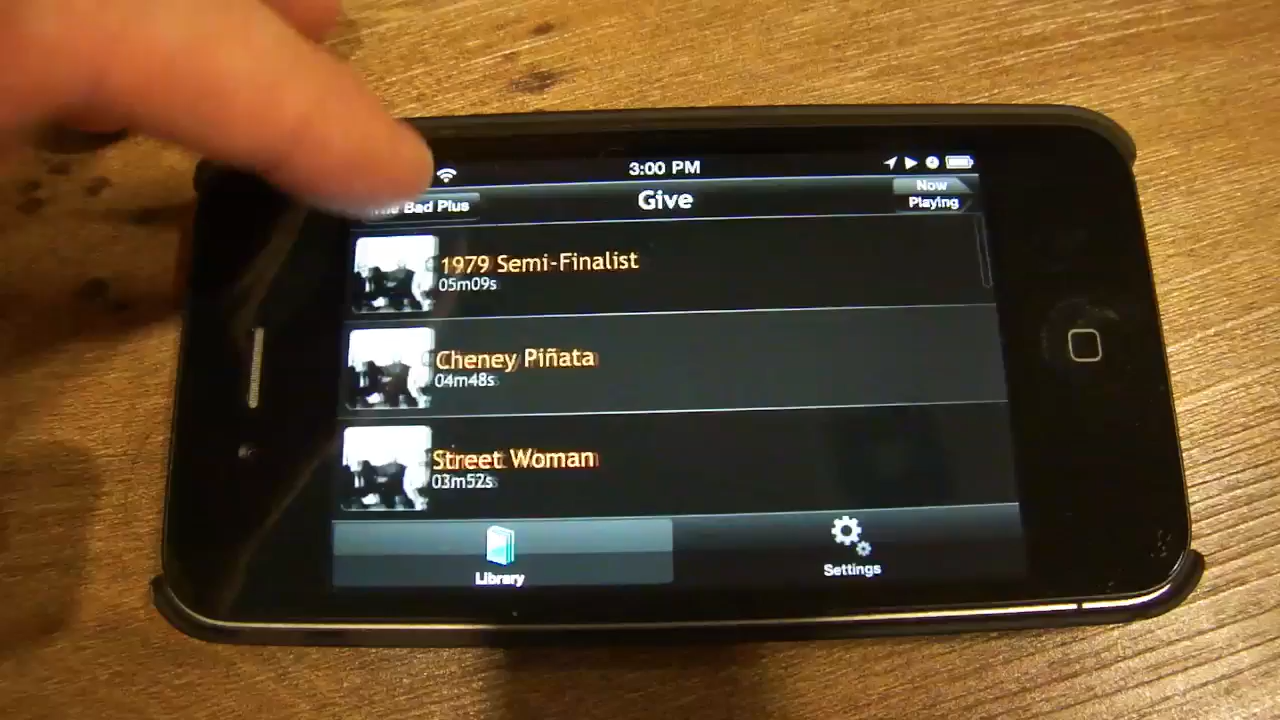 3:00 PM
The Bad Plus
Give
Now
Playing
1979 Semi-Finalist
05m09s
Cheney Piñata
04m48s
Street Woman
03m52s
Library
Settings